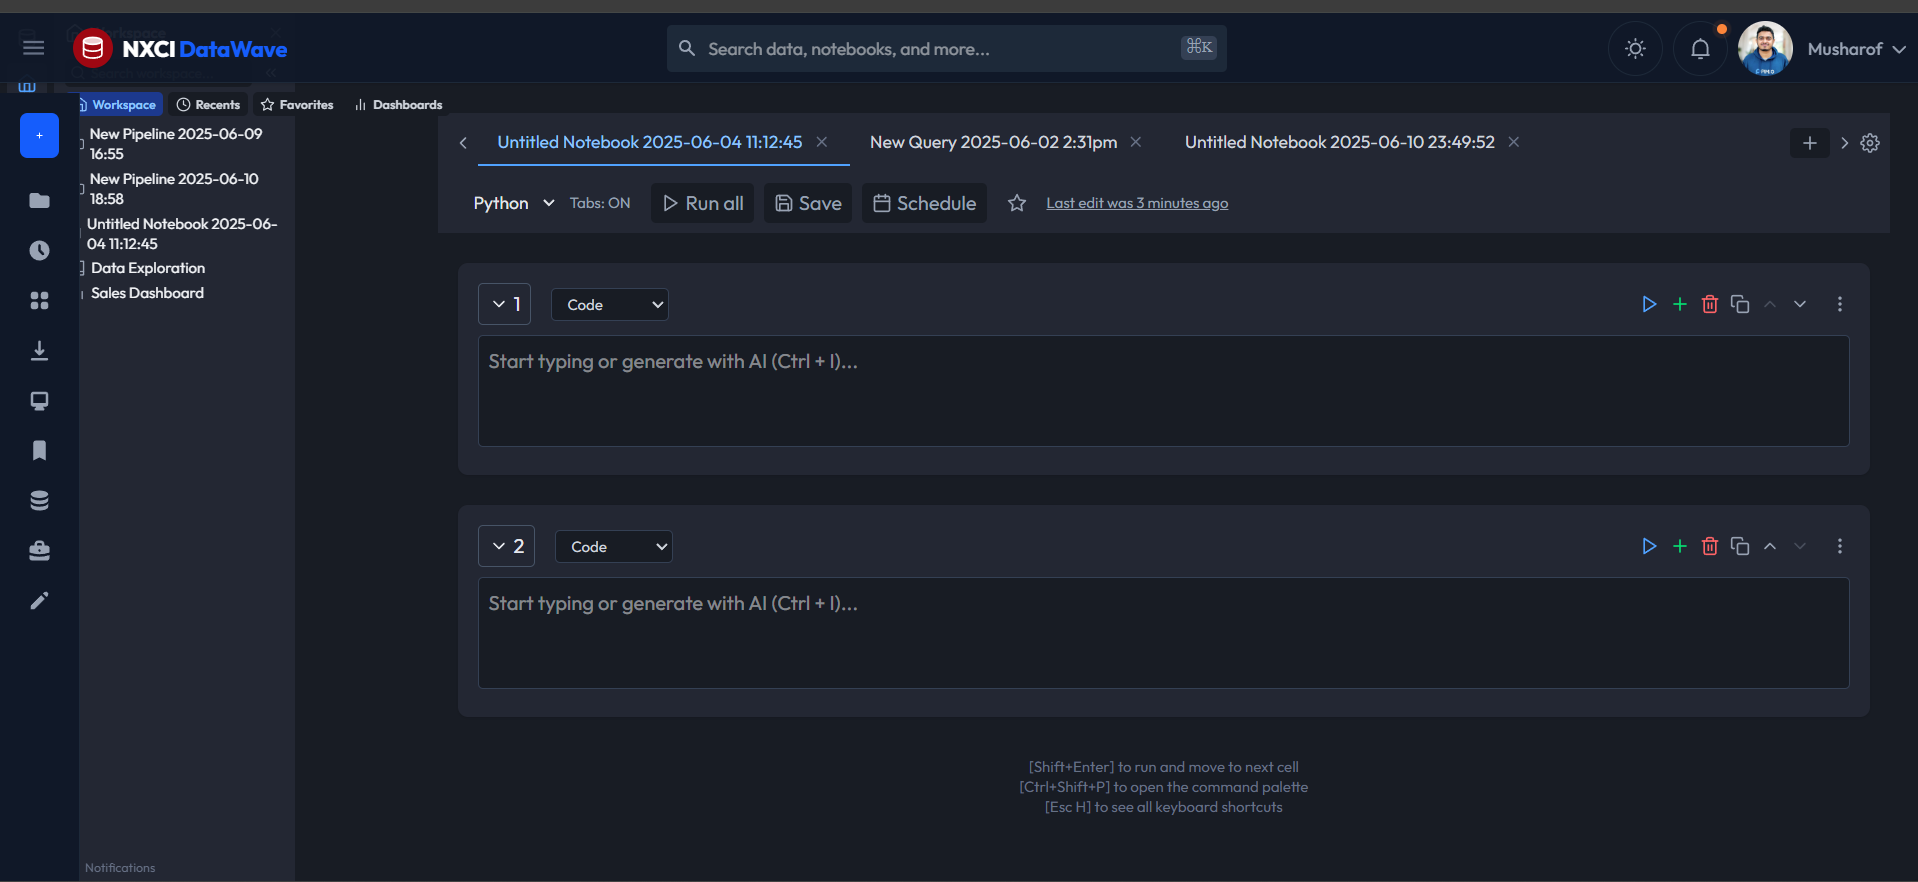 NXCI DataWave
Search data, notebooks, and more...
⌘K
Musharof
Workspace
Recents
Favorites
Dashboards
+
New Pipeline 2025-06-09
16:55
New Pipeline 2025-06-10
18:58
Untitled Notebook 2025-06-
04 11:12:45
Data Exploration
Sales Dashboard
Notifications
Untitled Notebook 2025-06-04 11:12:45
New Query 2025-06-02 2:31pm
Untitled Notebook 2025-06-10 23:49:52
Python
Tabs: ON
Run all
Save
Schedule
Last edit was 3 minutes ago
1
Code
Start typing or generate with AI (Ctrl + I)...
2
Code
Start typing or generate with AI (Ctrl + I)...
[Shift+Enter] to run and move to next cell
[Ctrl+Shift+P] to open the command palette
[Esc H] to see all keyboard shortcuts